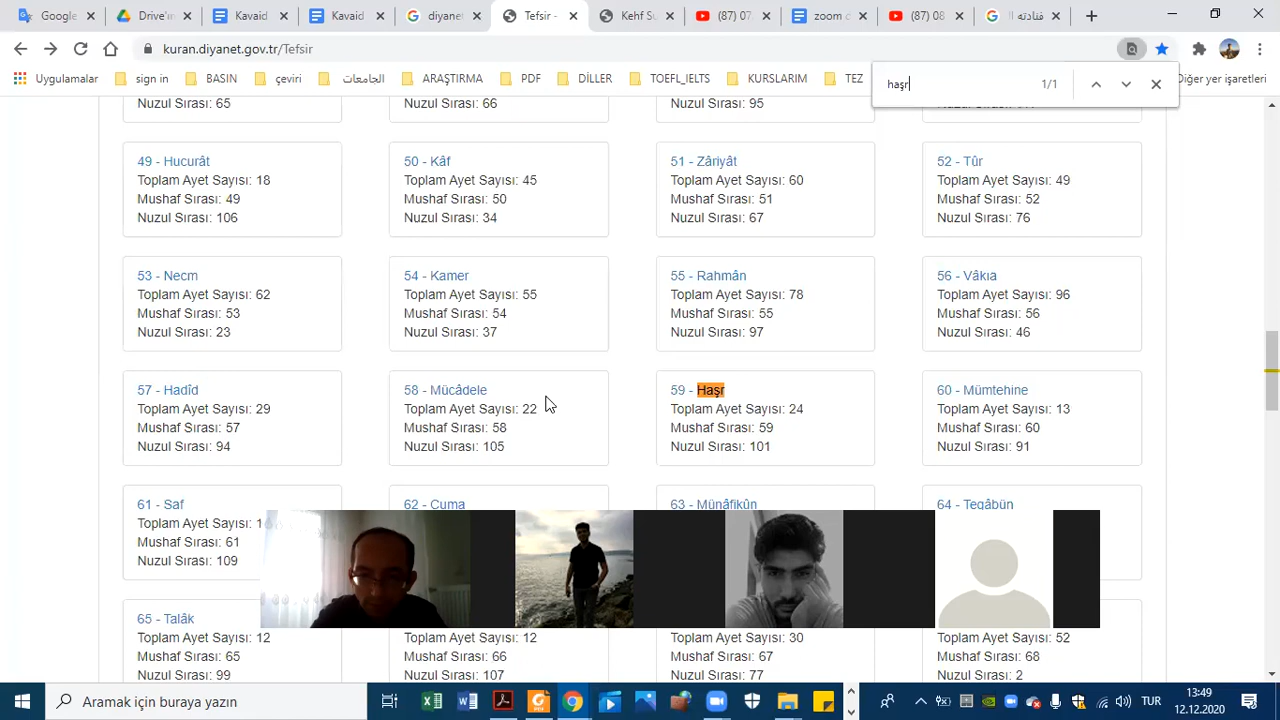 Google
Drive'ın
Kavaid
Kavaid
diyanet
Tefsir -
Kehf S
(87)
zoom d
(87) 08
kuran.diyanet.gov.tr/Tefsir
Uygulamalar
sign in
BASIN
çeviri
الجامعات
ARAŞTIRMA
PDF
DİLLER
TOEFL_IELTS
KURSLARIM
TEZ
Diğer yer işaretleri
haşr
1/1
Nuzul Sırası: 65
Nuzul Sırası: 66
Nuzul Sırası: 95
49 - Hucurât
Toplam Ayet Sayısı: 18
Mushaf Sırası: 49
Nuzul Sırası: 106
50 - Kâf
Toplam Ayet Sayısı: 45
Mushaf Sırası: 50
Nuzul Sırası: 34
51 - Zâriyât
Toplam Ayet Sayısı: 60
Mushaf Sırası: 51
Nuzul Sırası: 67
52 - Tûr
Toplam Ayet Sayısı: 49
Mushaf Sırası: 52
Nuzul Sırası: 76
53 - Necm
Toplam Ayet Sayısı: 62
Mushaf Sırası: 53
Nuzul Sırası: 23
54 - Kamer
Toplam Ayet Sayısı: 55
Mushaf Sırası: 54
Nuzul Sırası: 37
55 - Rahmân
Toplam Ayet Sayısı: 78
Mushaf Sırası: 55
Nuzul Sırası: 97
56 - Vâkıa
Toplam Ayet Sayısı: 96
Mushaf Sırası: 56
Nuzul Sırası: 46
57 - Hadîd
Toplam Ayet Sayısı: 29
Mushaf Sırası: 57
Nuzul Sırası: 94
58 - Mücâdele
Toplam Ayet Sayısı: 22
Mushaf Sırası: 58
Nuzul Sırası: 105
59 - Haşr
Toplam Ayet Sayısı: 24
Mushaf Sırası: 59
Nuzul Sırası: 101
60 - Mümtehine
Toplam Ayet Sayısı: 13
Mushaf Sırası: 60
Nuzul Sırası: 91
61 - Saf
Toplam Ayet Sayısı: 1
Mushaf Sırası: 61
Nuzul Sırası: 109
62 - Cuma
63 - Münâfikûn
64 - Tegâbün
65 - Talâk
Toplam Ayet Sayısı: 12
Mushaf Sırası: 65
Nuzul Sırası: 99
Toplam Ayet Sayısı: 12
Mushaf Sırası: 66
Nuzul Sırası: 107
Toplam Ayet Sayısı: 30
Mushaf Sırası: 67
Nuzul Sırası: 77
Toplam Ayet Sayısı: 52
Mushaf Sırası: 68
Nuzul Sırası: 2
Aramak için buraya yazın
TUR
13:49
12.12.2020